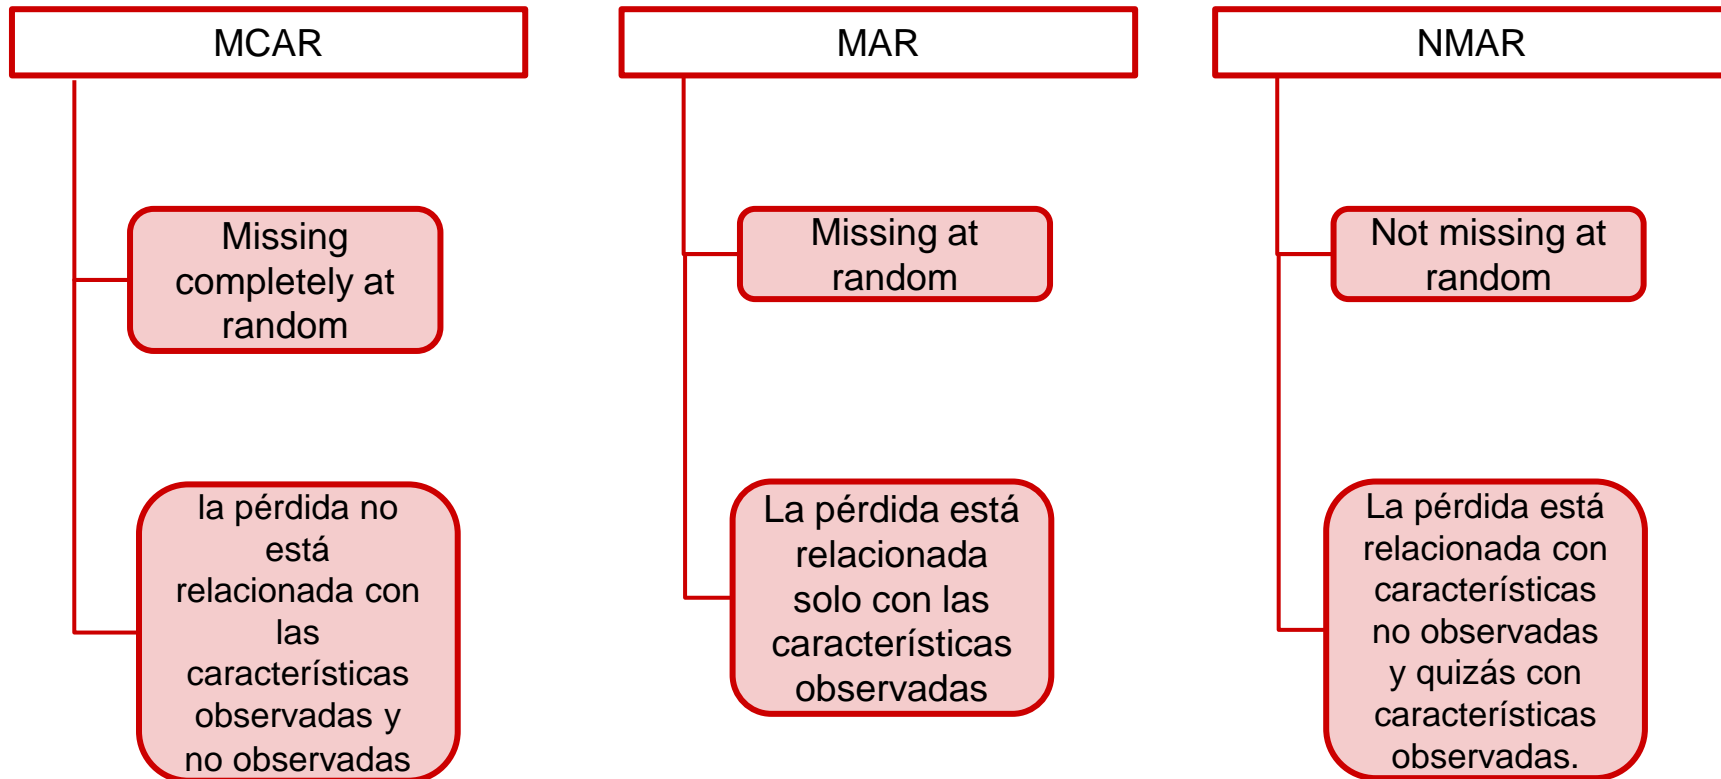 MCAR
Missing
completely at
random
la pérdida no
está
relacionada con
las
características
observadas y
no observadas
MAR
Missing at
random
La pérdida está
relacionada
solo con las
características
observadas
NMAR
Not missing at
random
La pérdida está
relacionada con
características
no observadas
y quizás con
características
observadas.